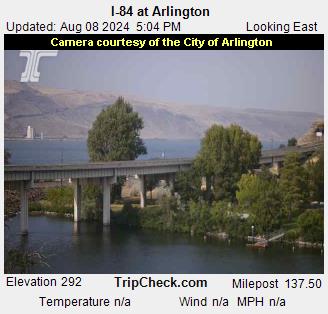 I-84 at Arlington
Updated: Aug 08 2024 5:04 PM Looking East
Camera courtesy of the City of Arlington
Elevation 292 TripCheck.com Milepost 137.50
Temperature n/a Wind n/a MPH n/a